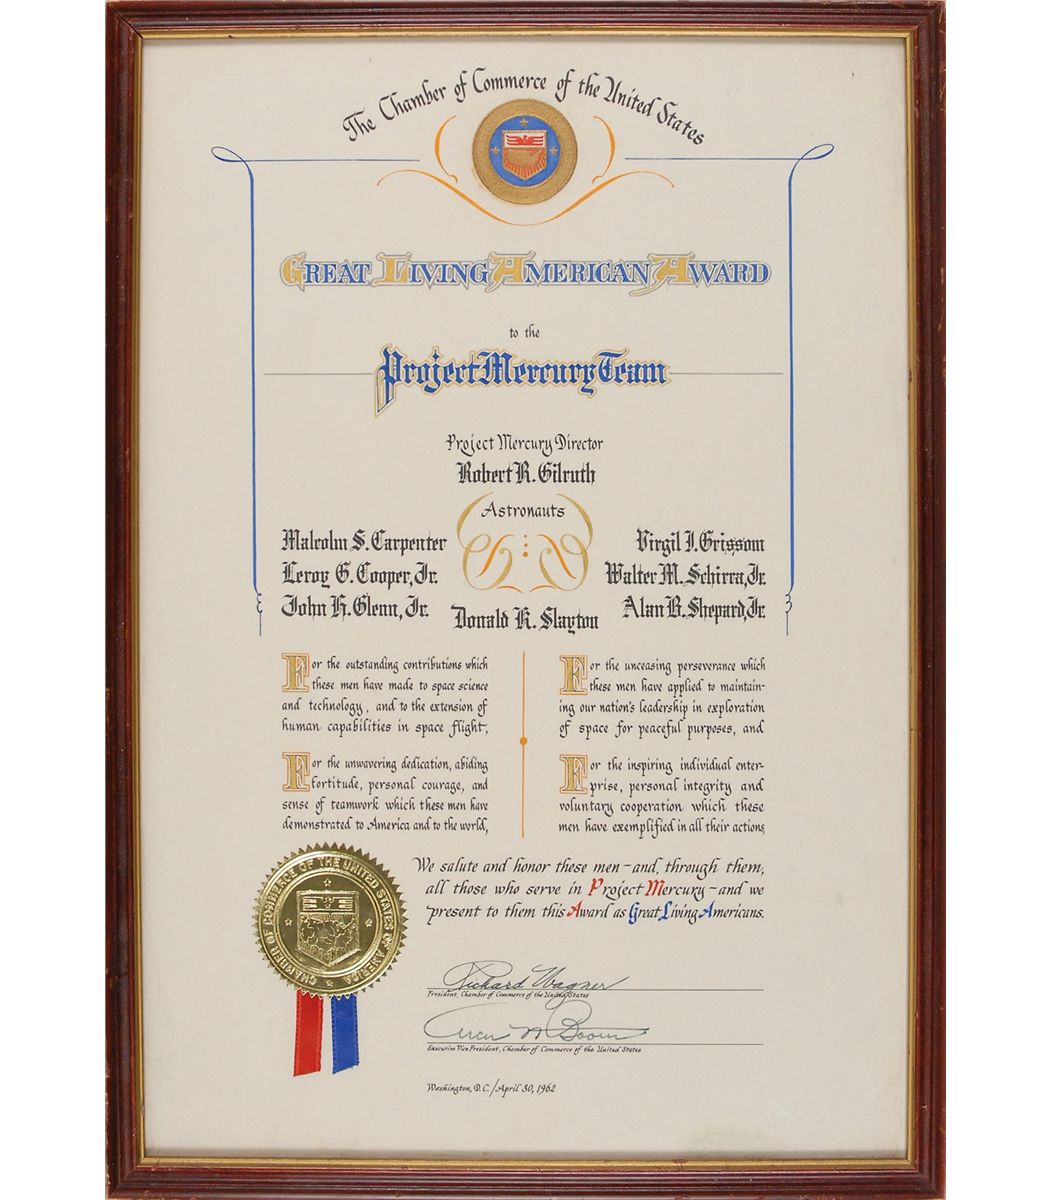 The Chamber of Commerce of the United States
GREAT LIVING AMERICAN AWARD
to the
Project Mercury Team
Project Mercury Director
Robert R. Gilruth
Astronauts
Malcolm S. Carpenter
Leroy G. Cooper, Jr.
John H. Glenn, Jr.
Donald K. Slayton
Virgil I. Grissom
Walter M. Schirra, Jr.
Alan B. Shepard, Jr.
For the outstanding contributions which
these men have made to space science
and technology, and to the extension of
human capabilities in space flight,
For the unwavering dedication, abiding
fortitude, personal courage, and
sense of teamwork which these men have
demonstrated to America and to the world,
For the unceasing perseverance which
these men have applied to maintain-
ing our nation's leadership in exploration
of space for peaceful purposes, and
For the inspiring individual enter-
prise, personal integrity and
voluntary cooperation which these
men have exemplified in all their actions,
We salute and honor these men - and, through them,
all those who serve in Project Mercury - and we
present to them this Award as Great Living Americans.
CHAMBER OF COMMERCE OF THE UNITED STATES OF AMERICA
Richard Wagner
President, Chamber of Commerce of the United States
Executive Vice President, Chamber of Commerce of the United States
Washington, D.C. / April 30, 1962